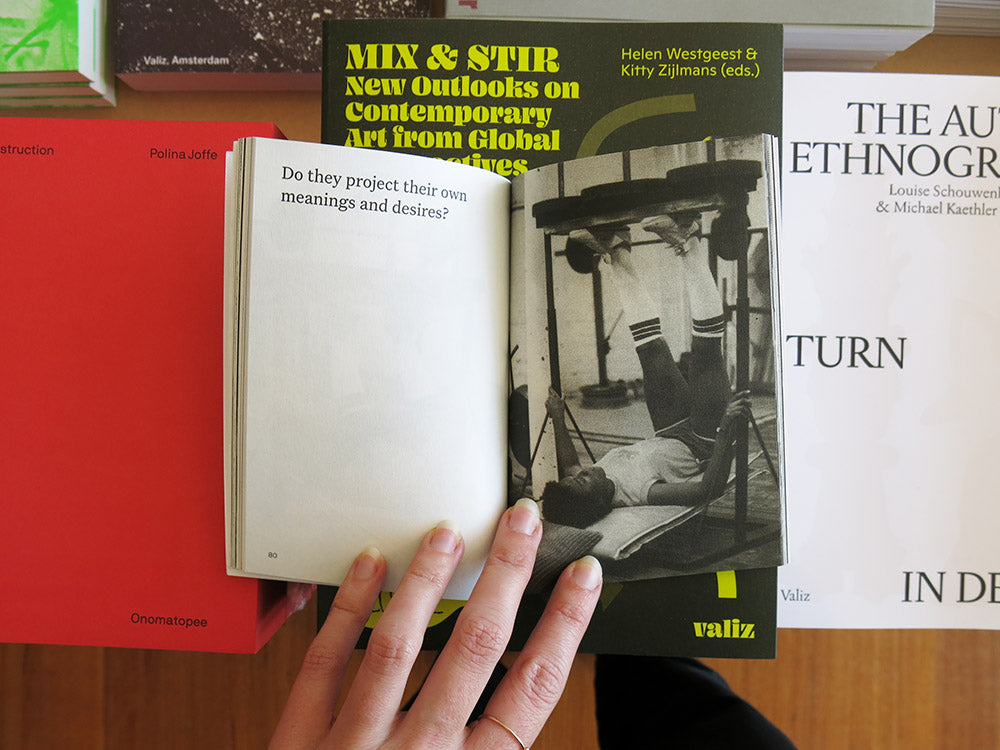 Valiz, Amsterdam
MIX & STIR
New Outlooks on
Contemporary
Art from Global
Helen Westgeest &
Kitty Zijlmans (eds.)
valiz
struction
Polina Joffe
Onomatopee
Do they project their own
meanings and desires?
80
THE AUT
ETHNOGR
Louise Schouwenb
& Michael Kaethler
TURN
Valiz
IN DE